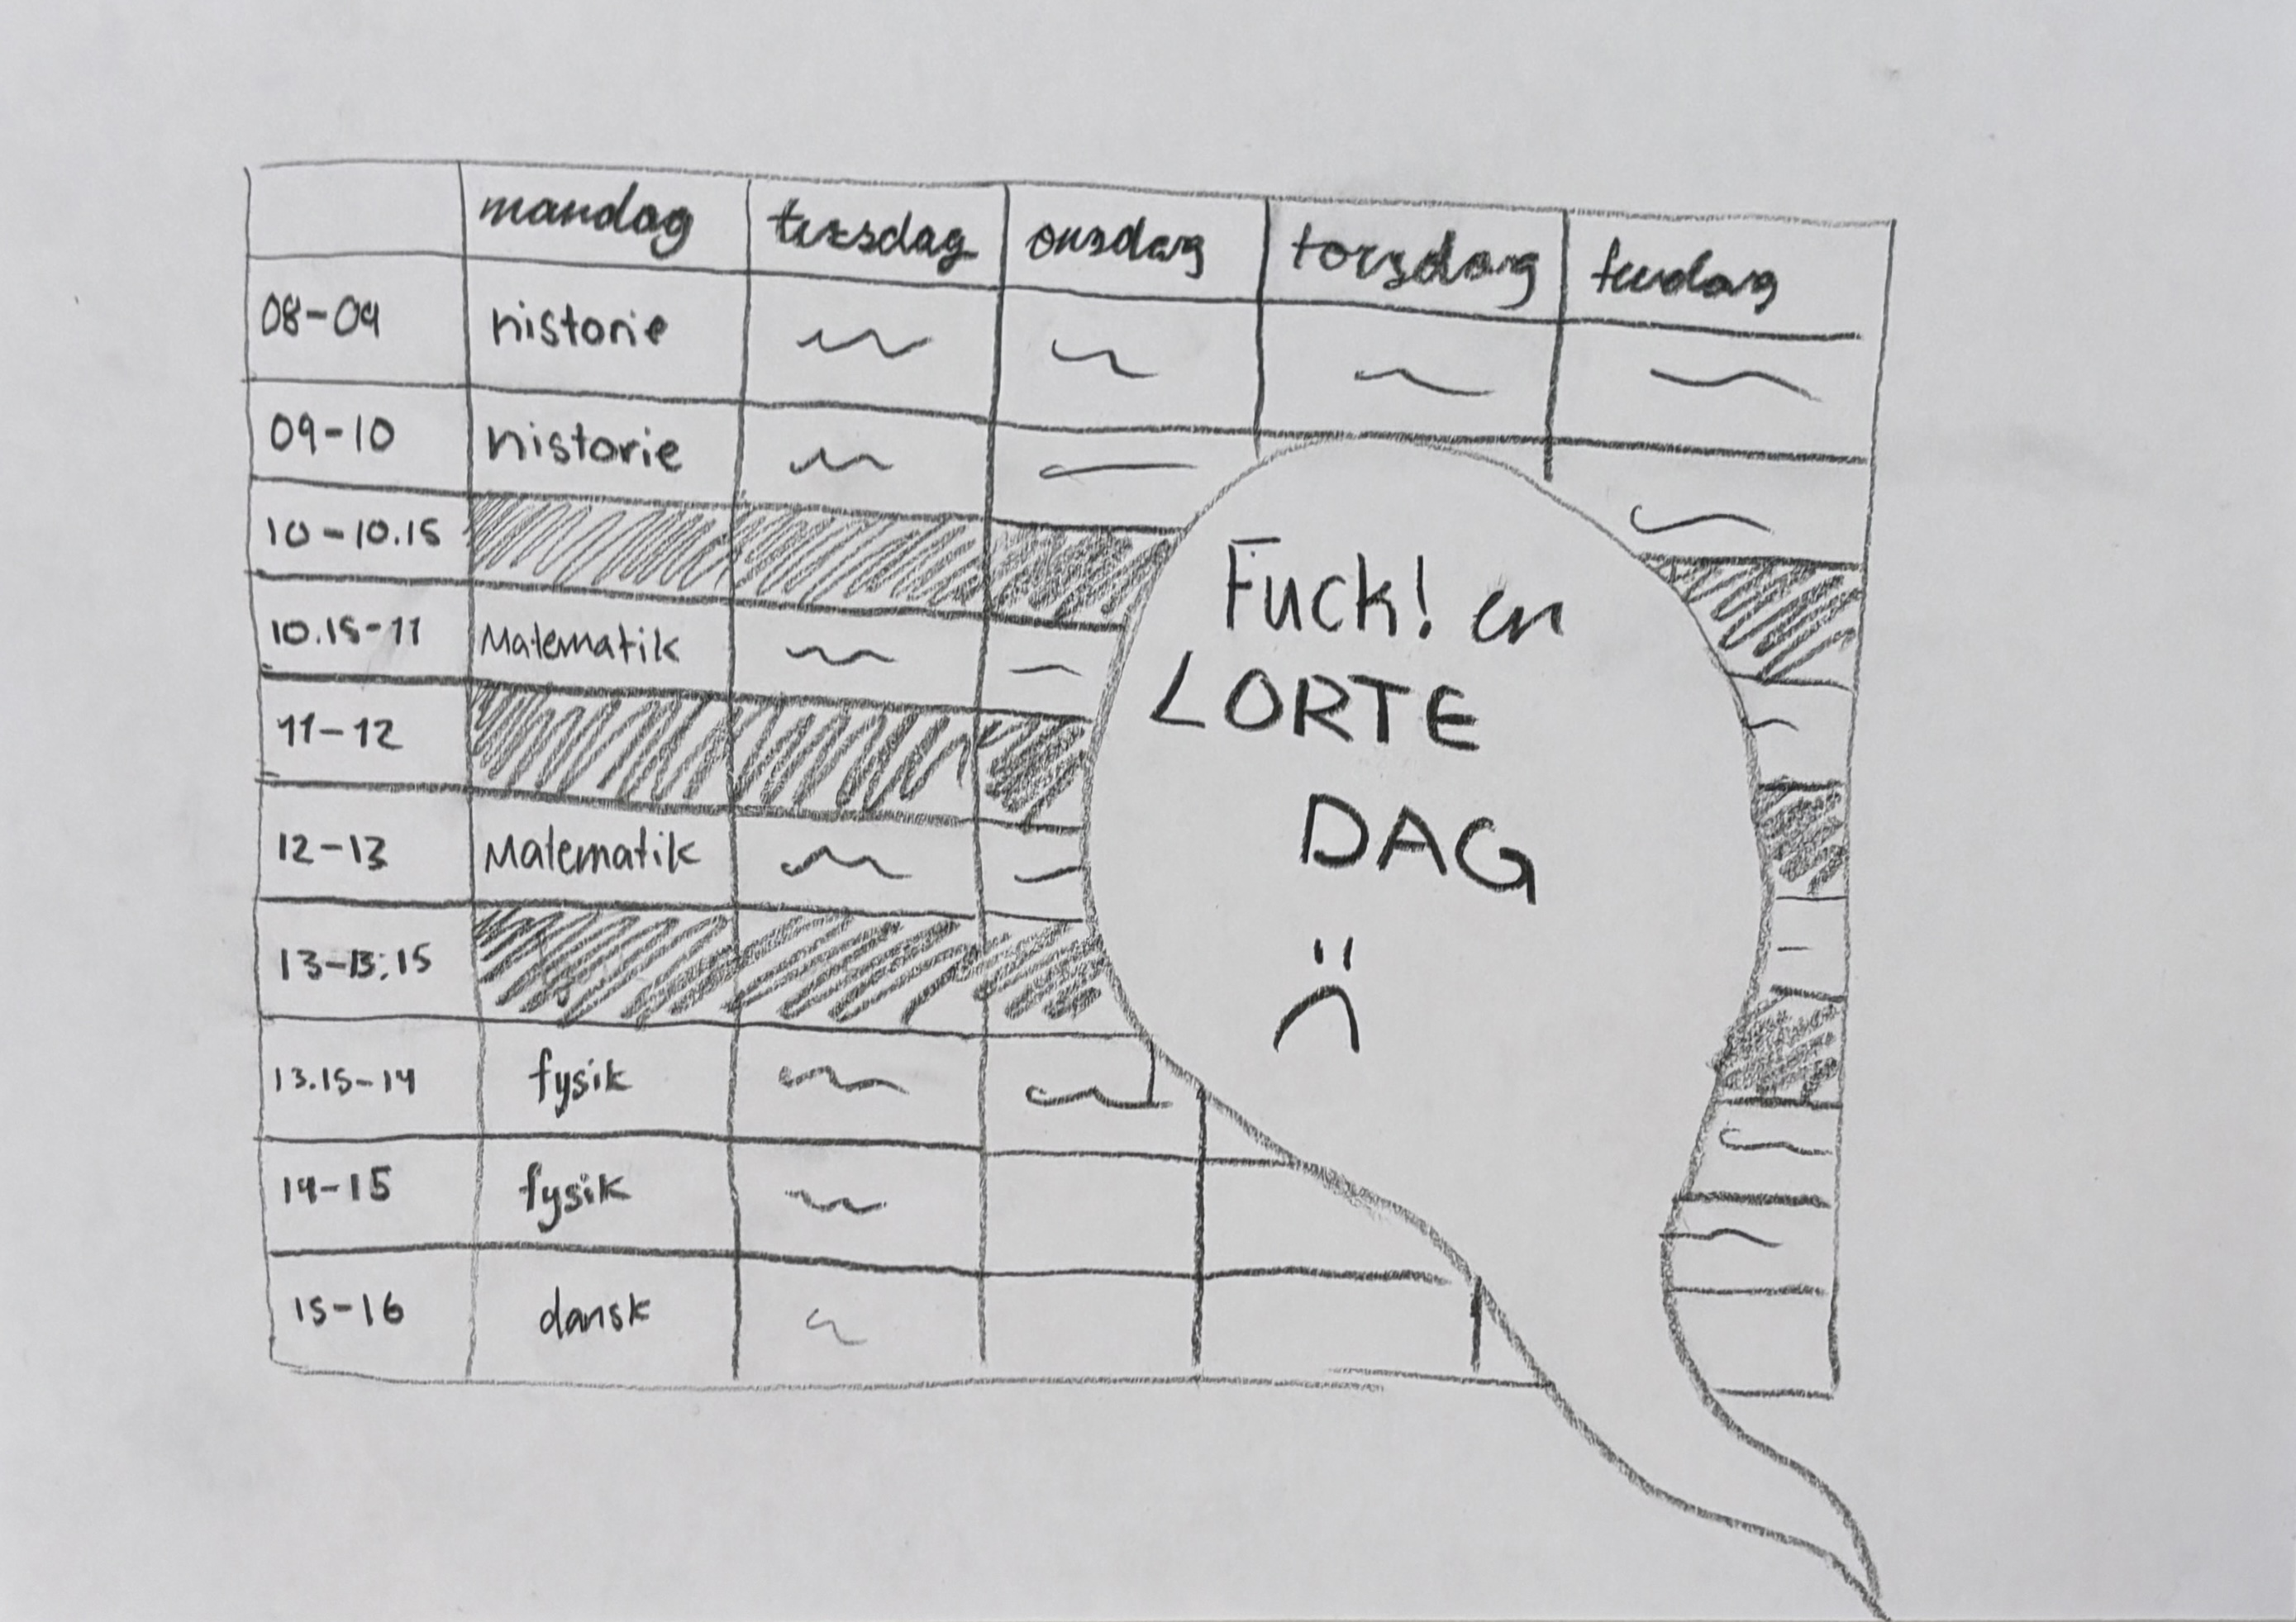 mandag tirsdag onsdag torsdag fredag
08-09 historie
09-10 historie
10-10.15
10.15-11 Matematik
11-12
12-13 Matematik
13-13:15
13.15-14 fysik
14-15 fysik
15-16 dansk
Fuck! en
LORTE
DAG